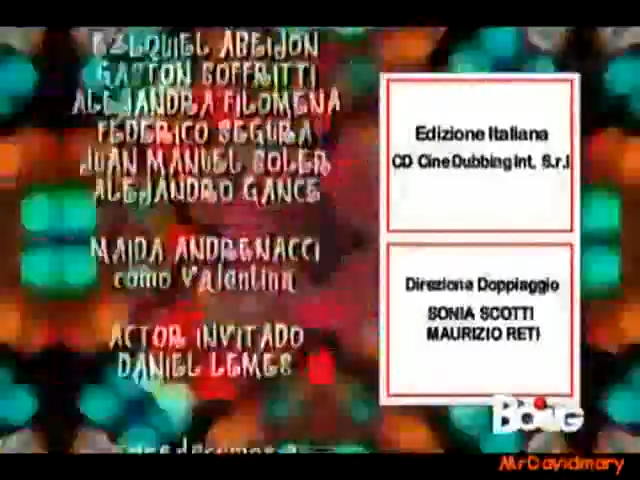 EZEQUIEL ABEIJON
GASTON SOFFRITTI
ALEJANDRA FILOMENA
FEDERICO SEGURA
JUAN MANUEL SOLER
ALEJANDRO GANCE
MAIDA ANDRENACCI
como Valentina
ACTOR INVITADO
DANIEL LEMES
Edizione Italiana
CD Cine Dubbing Int. S.r.l
Direzione Doppiaggio
SONIA SCOTTI
MAURIZIO RETI
BOING
MrDavidmary